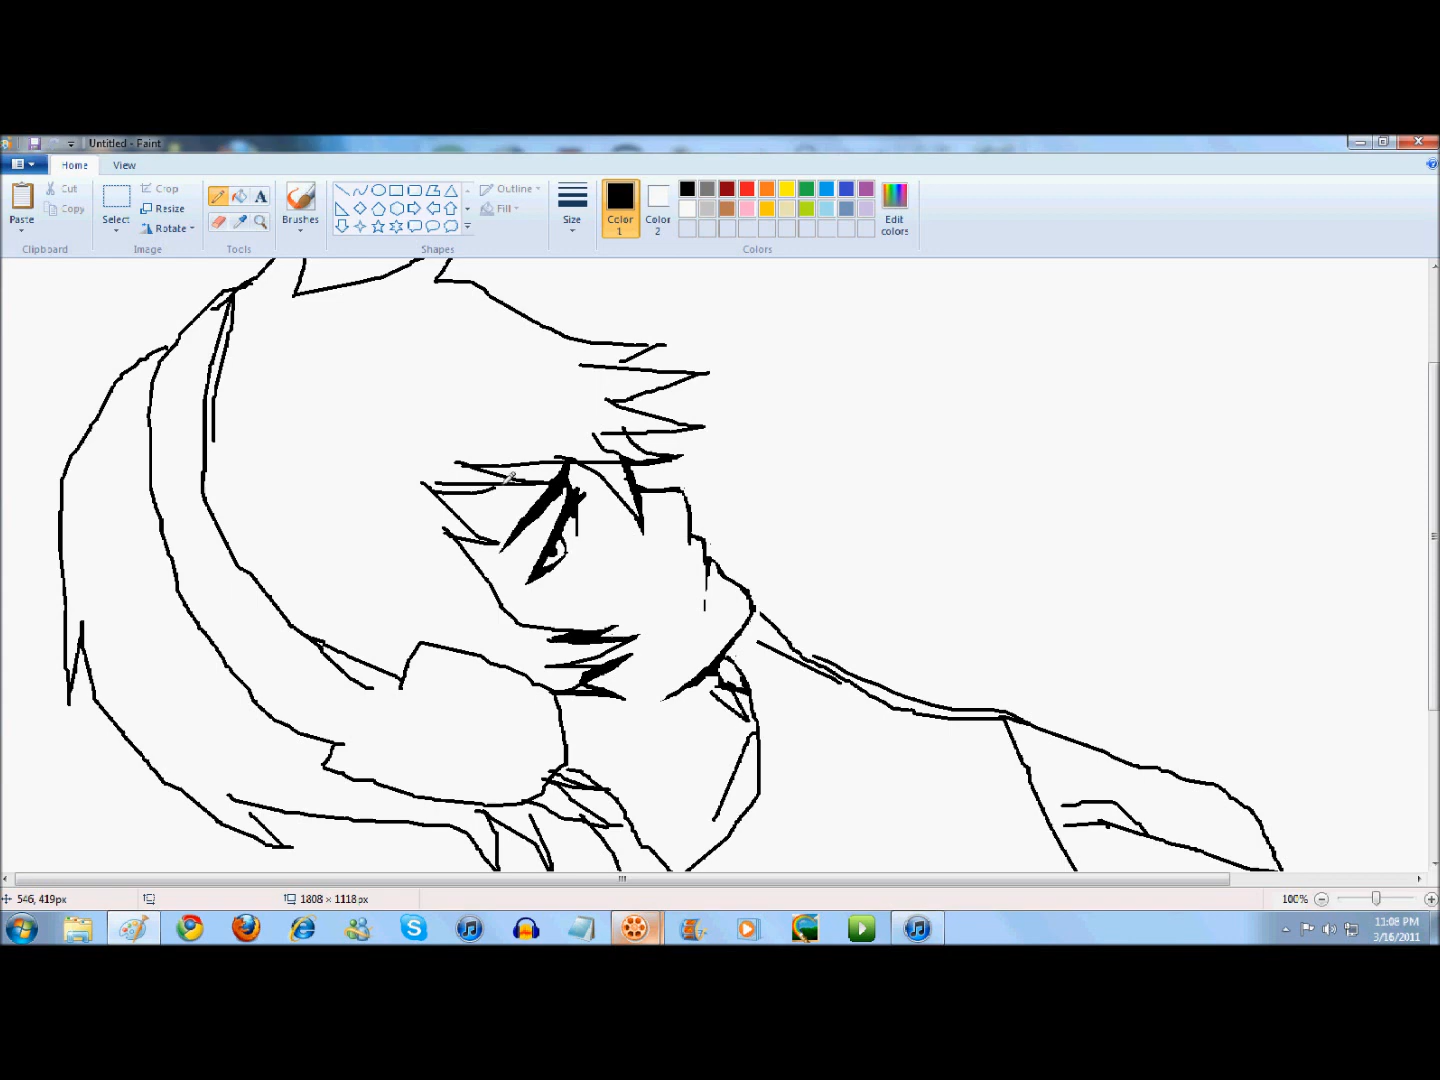 Untitled - Paint
Home View
Paste
Cut
Copy
Clipboard
Select
Crop
Resize
Rotate
Image
Tools
Brushes
Outline
Fill
Shapes
Size
Color 1
Color 2
Edit colors
Colors
546, 419px
1808 × 1118px
100%
11:08 PM
3/16/2011